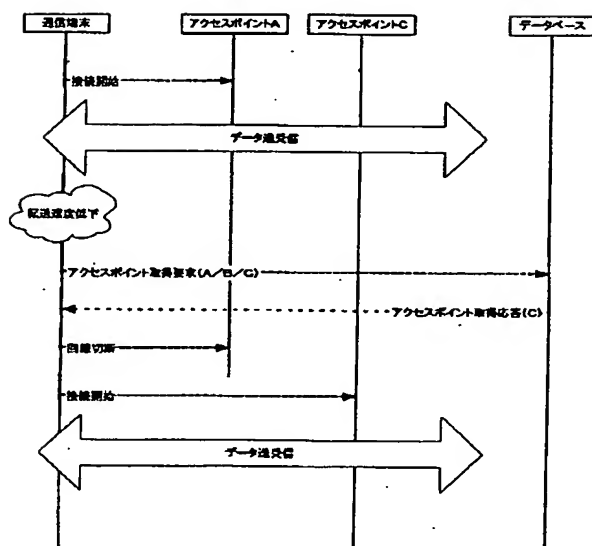 通信端末
アクセスポイントA
アクセスポイントC
データベース
接続開始
データ送受信
伝送速度低下
アクセスポイント取得要求(A/B/C)
アクセスポイント取得応答(C)
回線切断
接続開始
データ送受信